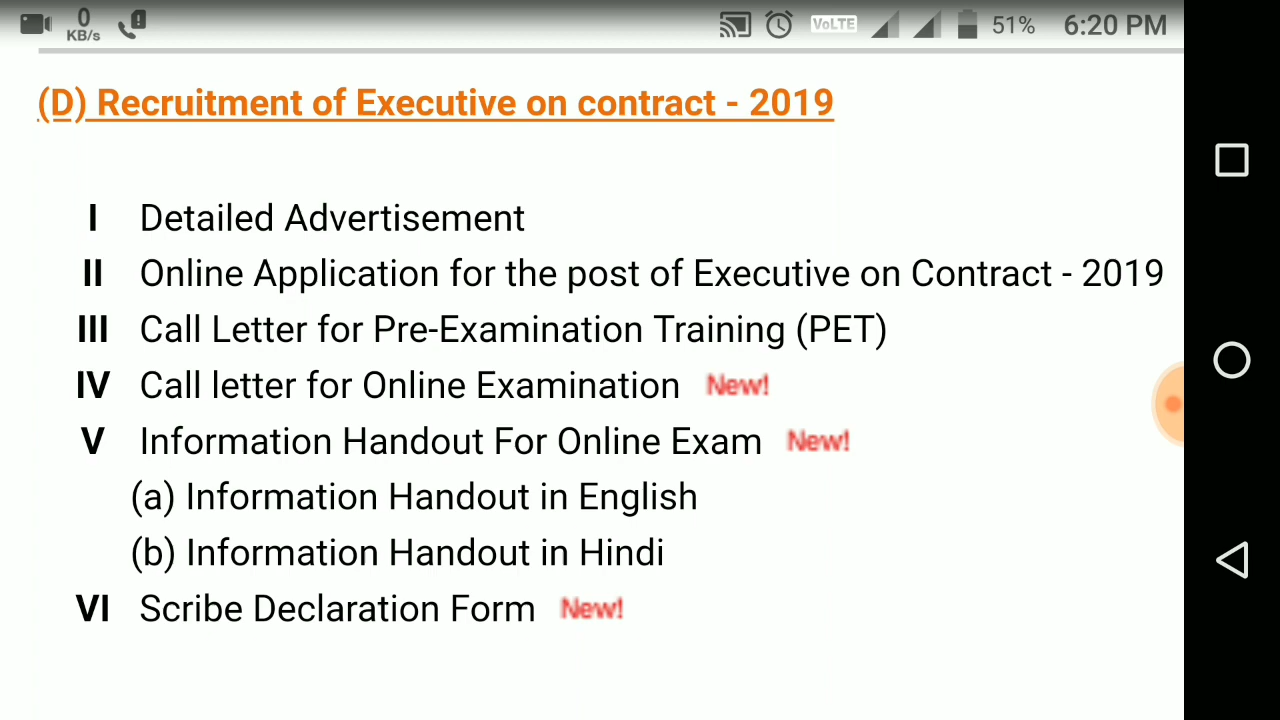 0 KB/s VoLTE 51% 6:20 PM
(D) Recruitment of Executive on contract - 2019
I Detailed Advertisement
II Online Application for the post of Executive on Contract - 2019
III Call Letter for Pre-Examination Training (PET)
IV Call letter for Online Examination New!
V Information Handout For Online Exam New!
(a) Information Handout in English
(b) Information Handout in Hindi
VI Scribe Declaration Form New!